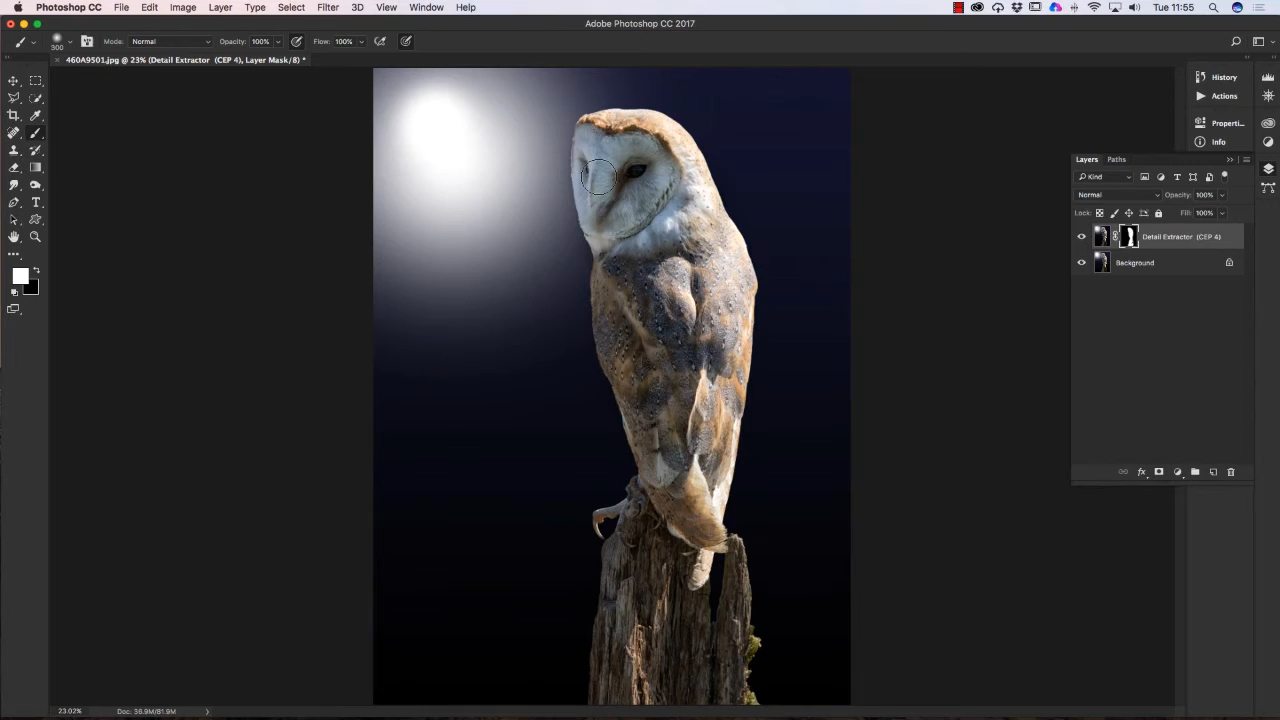 Photoshop CC File Edit Image Layer Type Select Filter 3D View Window Help Tue 11:55
Adobe Photoshop CC 2017
300 Mode: Normal Opacity: 100% Flow: 100%
460A9501.jpg @ 23% (Detail Extractor (CEP 4), Layer Mask/8) *
History
Actions
Properti...
Info
Layers Paths
Kind
Normal Opacity: 100%
Lock: Fill: 100%
Detail Extractor (CEP 4)
Background
fx
23.02% Doc: 36.9M/81.9M